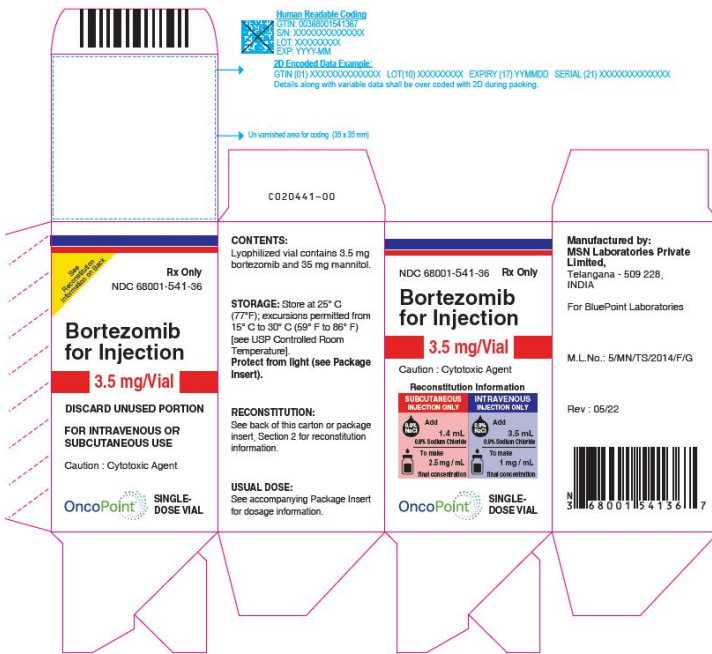 Human Readable Coding
GTIN: 00368001541367
S/N: XXXXXXXXXXXXXX
LOT: XXXXXXXXX
EXP: YYYY-MM
2D Encoded Data Example:
GTIN (01) XXXXXXXXXXXXXX LOT(10) XXXXXXXXX EXPIRY (17) YYMMDD SERIAL (21) XXXXXXXXXXXXXX
Details along with variable data shall be over coded with 2D during packing.
Un varnished area for coding (35 x 35 mm)
C020441-00
See
Reconstitution
Information on Back
Rx Only
NDC 68001-541-36
Bortezomib
for Injection
3.5 mg/Vial
DISCARD UNUSED PORTION
FOR INTRAVENOUS OR
SUBCUTANEOUS USE
Caution : Cytotoxic Agent
OncoPoint
SINGLE-
DOSE VIAL
CONTENTS:
Lyophilized vial contains 3.5 mg
bortezomib and 35 mg mannitol.
STORAGE: Store at 25° C
(77°F); excursions permitted from
15° C to 30° C (59° F to 86° F)
[see USP Controlled Room
Temperature].
Protect from light (see Package
Insert).
RECONSTITUTION:
See back of this carton or package
insert, Section 2 for reconstitution
information.
USUAL DOSE:
See accompanying Package Insert
for dosage information.
NDC 68001-541-36 Rx Only
Bortezomib
for Injection
3.5 mg/Vial
Caution : Cytotoxic Agent
Reconstitution Information
SUBCUTANEOUS
INJECTION ONLY
0.9%
NaCl
Add
1.4 mL
0.9% Sodium Chloride
To make
2.5 mg / mL
final concentration
INTRAVENOUS
INJECTION ONLY
0.9%
NaCl
Add
3.5 mL
0.9% Sodium Chloride
To make
1 mg / mL
final concentration
OncoPoint
SINGLE-
DOSE VIAL
Manufactured by:
MSN Laboratories Private
Limited,
Telangana - 509 228,
INDIA
For BluePoint Laboratories
M.L.No.: 5/MN/TS/2014/F/G
Rev : 05/22
N
3 68001 54136 7